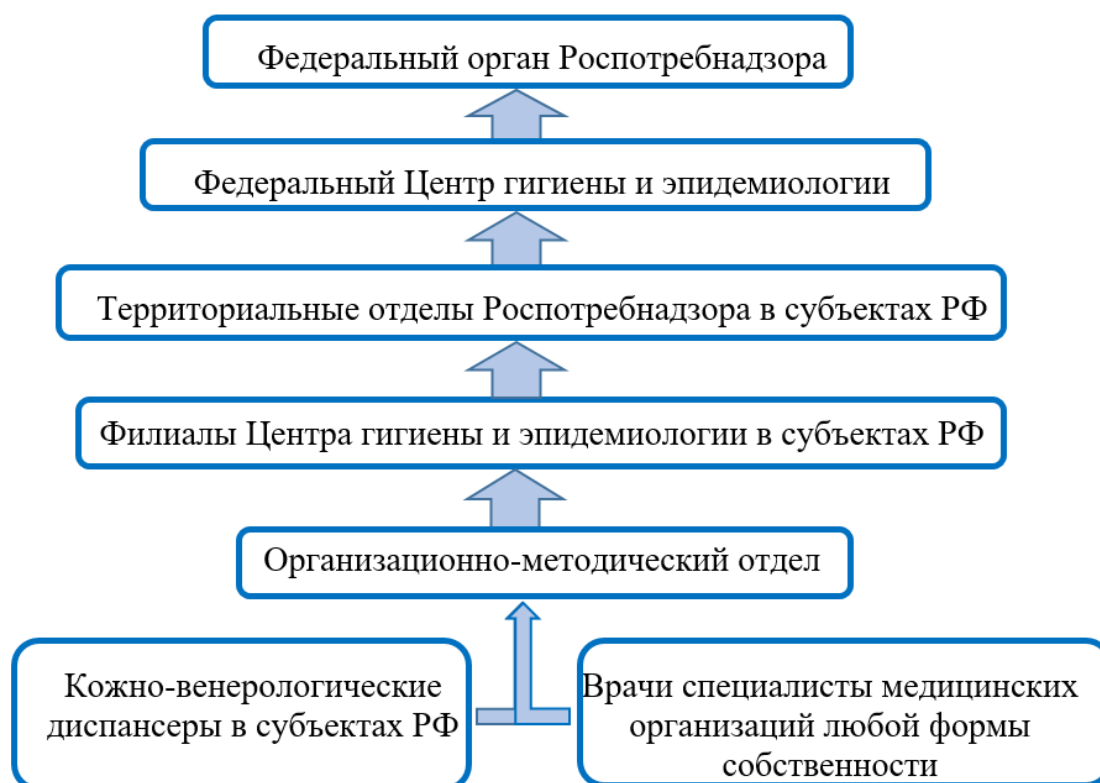 Федеральный орган Роспотребнадзора
Федеральный Центр гигиены и эпидемиологии
Территориальные отделы Роспотребнадзора в субъектах РФ
Филиалы Центра гигиены и эпидемиологии в субъектах РФ
Организационно-методический отдел
Кожно-венерологические
диспансеры в субъектах РФ
Врачи специалисты медицинских
организаций любой формы
собственности